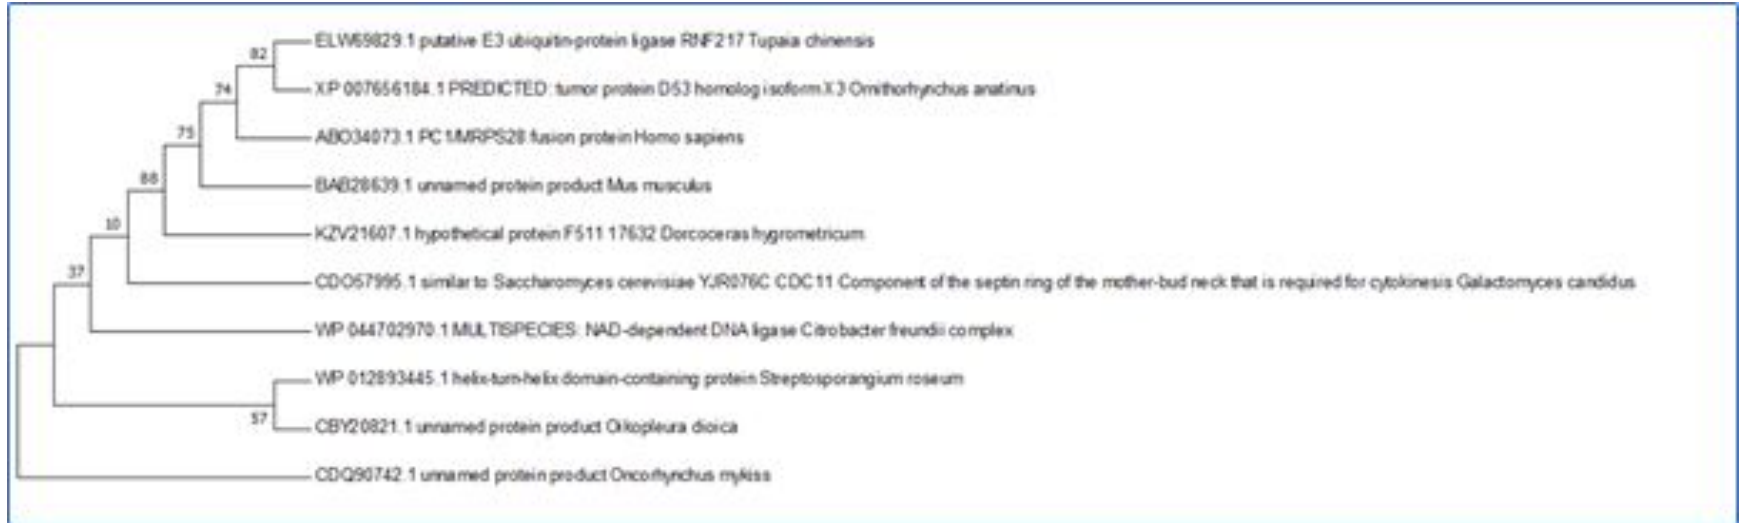 ELW69829.1 putative E3 ubiquitin-protein ligase RNF217 Tupaia chinensis
82
XP 007656184.1 PREDICTED: tumor protein D53 homolog isoform X3 Ornithorhynchus anatinus
74
ABO34073.1 PC1/MRPS28 fusion protein Homo sapiens
75
BAB28639.1 unnamed protein product Mus musculus
88
KZV21607.1 hypothetical protein F511 17632 Dorcoceras hygrometricum
10
CDO57995.1 similar to Saccharomyces cerevisiae YJR076C CDC11 Component of the septin ring of the mother-bud neck that is required for cytokinesis Galactomyces candidus
37
WP 044702970.1 MULTISPECIES: NAD-dependent DNA ligase Citrobacter freundii complex
WP 012893445.1 helix-turn-helix domain-containing protein Streptosporangium roseum
57
CBY20821.1 unnamed protein product Oikopleura dioica
CDQ90742.1 unnamed protein product Oncorhynchus mykiss